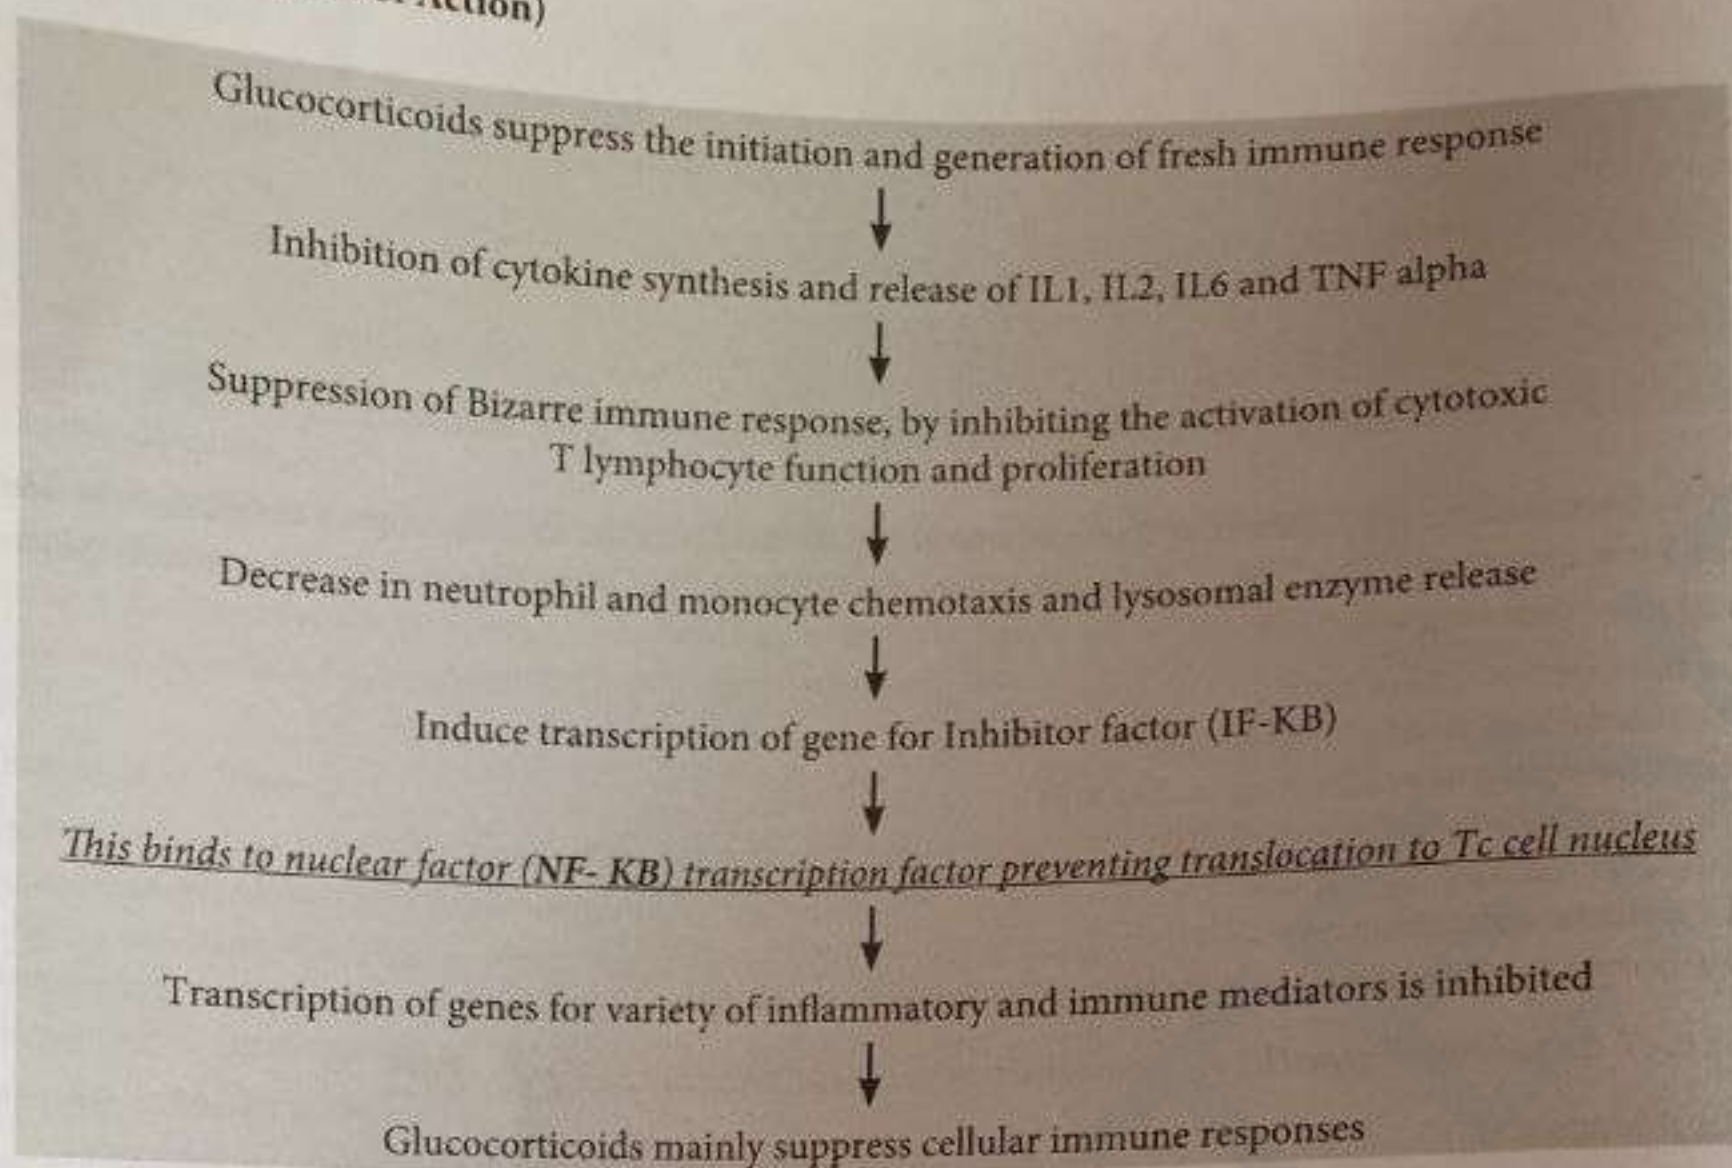 Action)
Glucocorticoids suppress the initiation and generation of fresh immune response
Inhibition of cytokine synthesis and release of IL1, IL2, IL6 and TNF alpha
Suppression of Bizarre immune response, by inhibiting the activation of cytotoxic
T lymphocyte function and proliferation
Decrease in neutrophil and monocyte chemotaxis and lysosomal enzyme release
Induce transcription of gene for Inhibitor factor (IF-KB)
This binds to nuclear factor (NF- KB) transcription factor preventing translocation to Tc cell nucleus
Transcription of genes for variety of inflammatory and immune mediators is inhibited
Glucocorticoids mainly suppress cellular immune responses